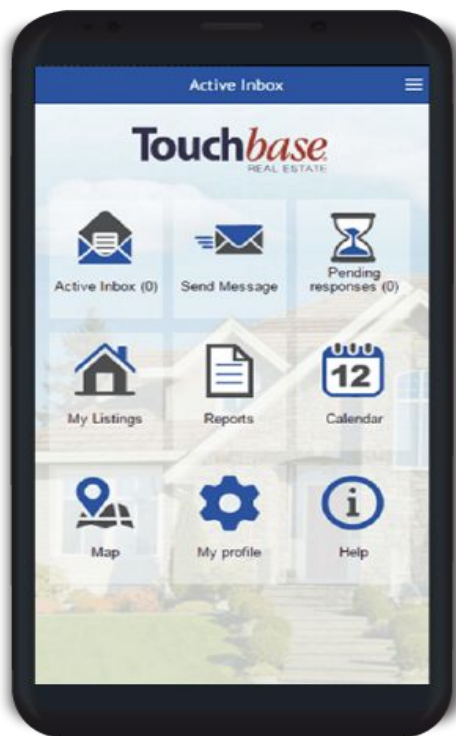 Active Inbox
Touchbase
REAL ESTATE
Active Inbox (0)
Send Message
Pending
responses (0)
My Listings
Reports
12
Calendar
Map
My profile
i
Help